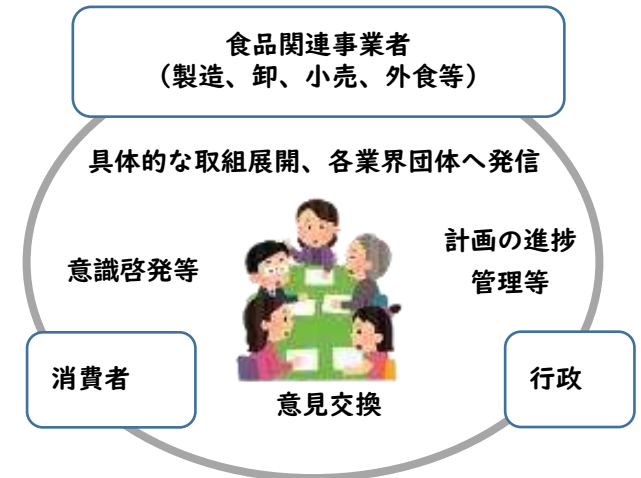 食品関連事業者
（製造、卸、小売、外食等）
具体的な取組展開、各業界団体へ発信
意識啓発等
計画の進捗
管理等
消費者
行政
意見交換